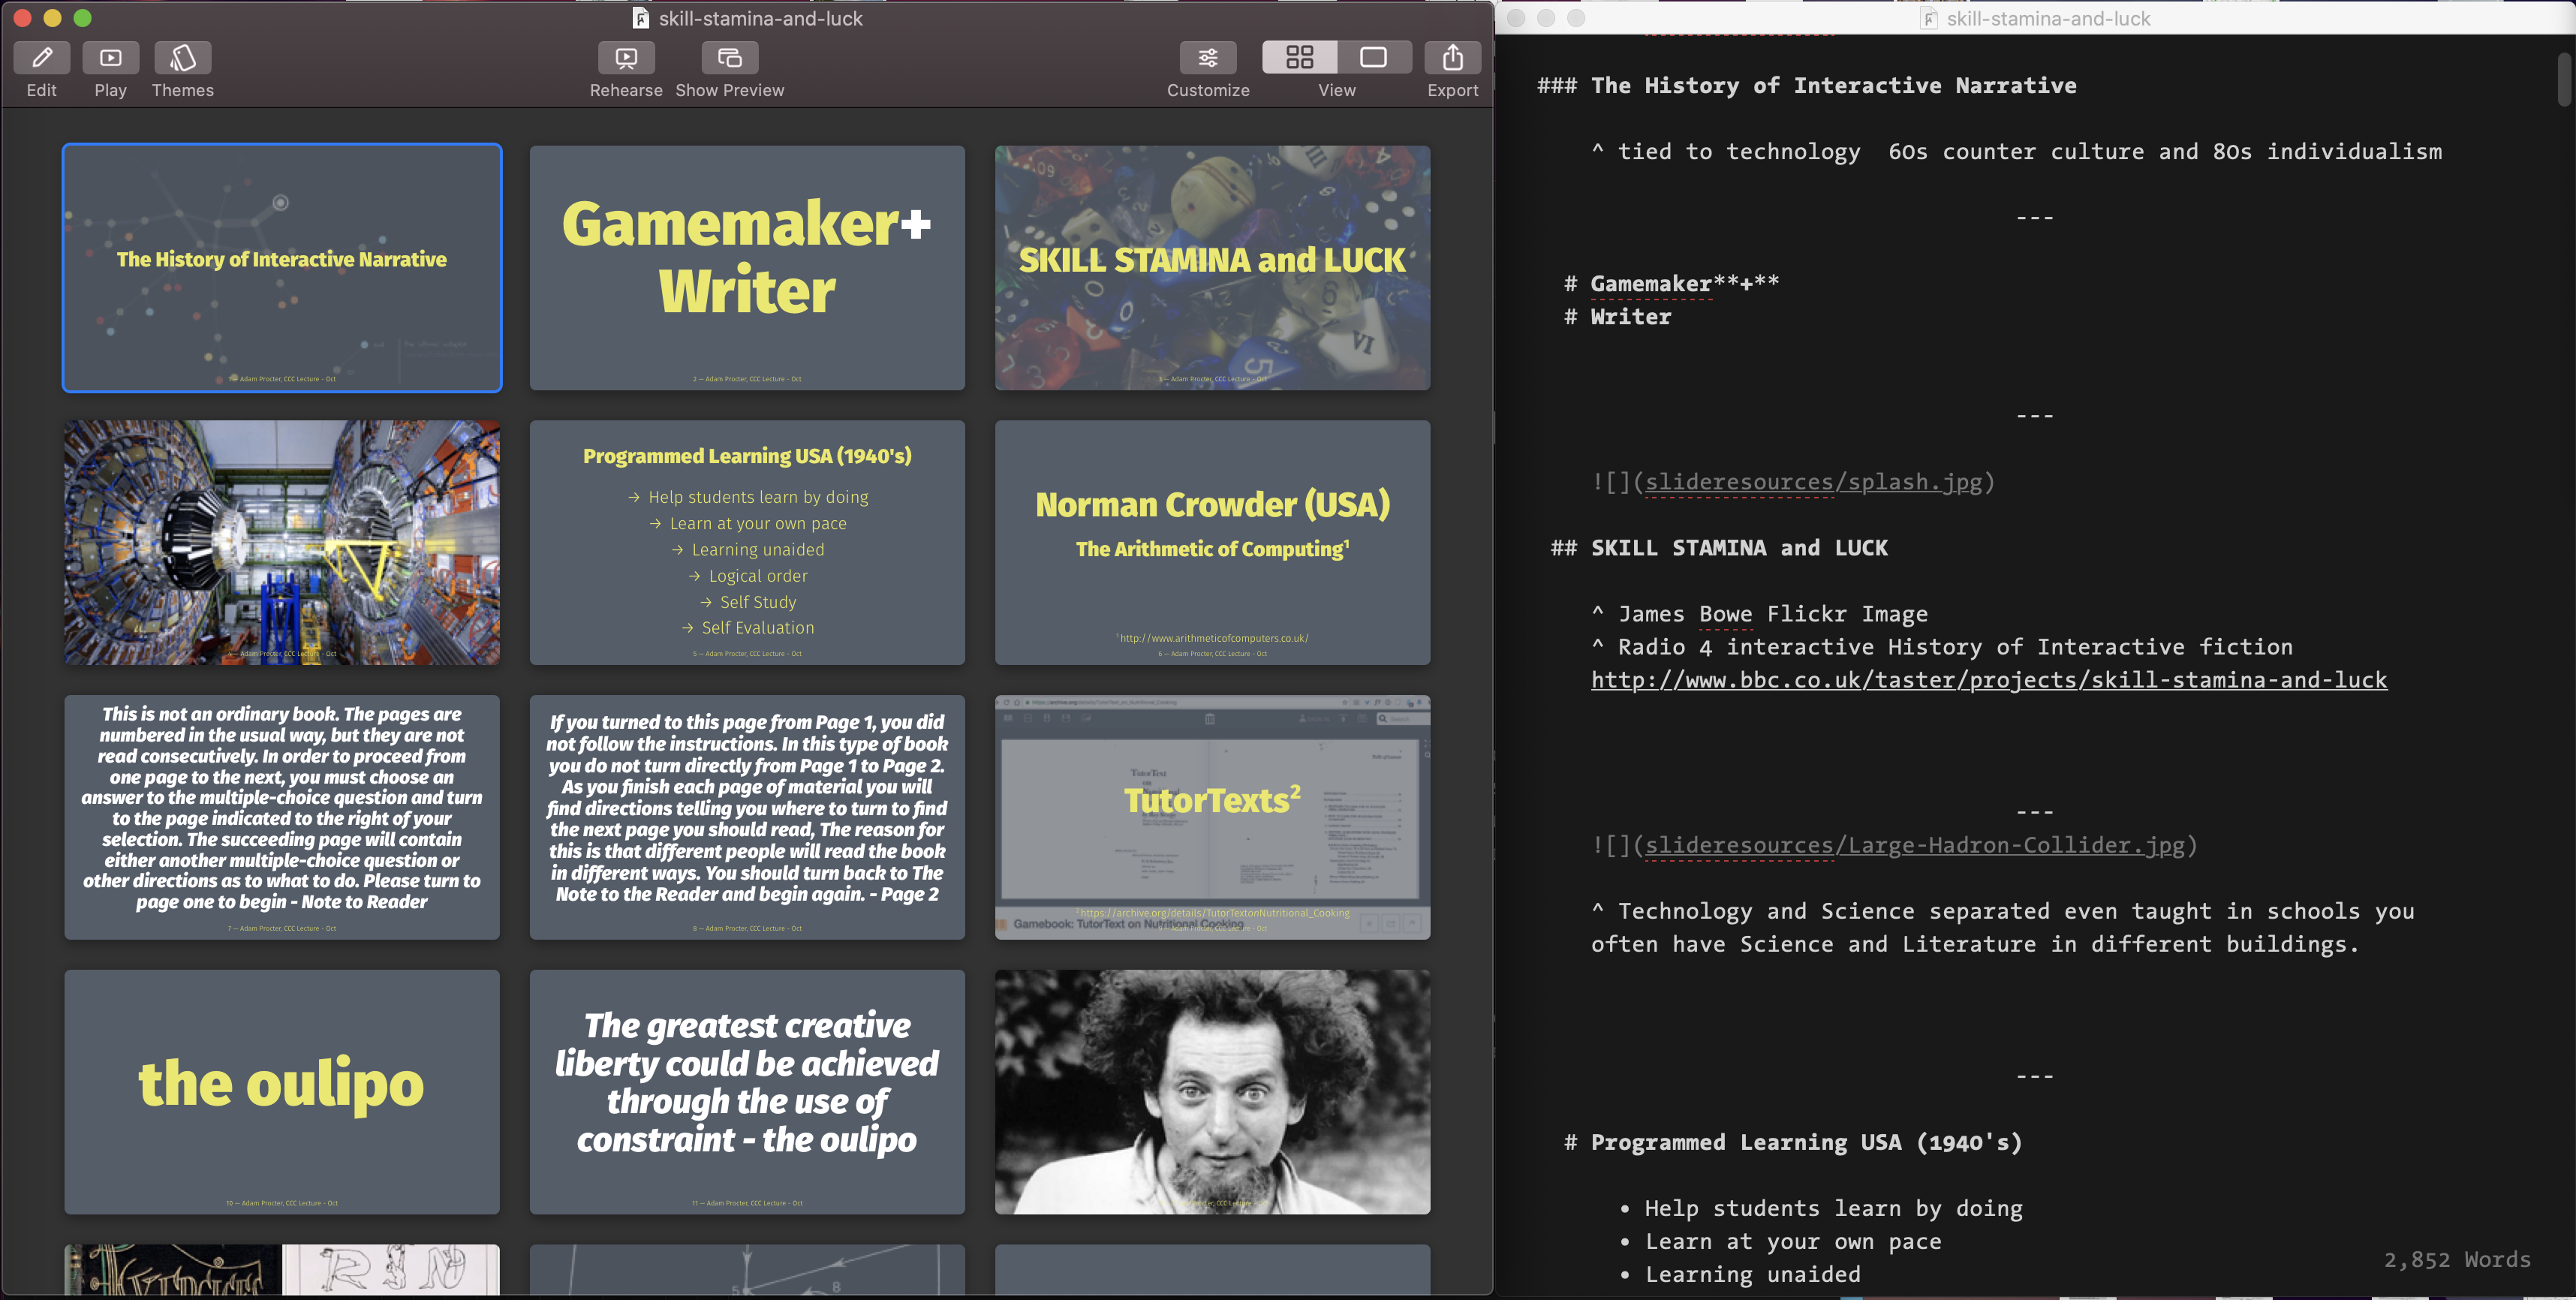 skill-stamina-and-luck
Edit
Play
Themes
Rehearse
Show Preview
Customize
View
Export
The History of Interactive Narrative
1 — Adam Procter, CCC Lecture - Oct
Gamemaker+
Writer
2 — Adam Procter, CCC Lecture - Oct
SKILL STAMINA and LUCK
3 — Adam Procter, CCC Lecture - Oct
4 — Adam Procter, CCC Lecture - Oct
Programmed Learning USA (1940's)
→ Help students learn by doing
→ Learn at your own pace
→ Learning unaided
→ Logical order
→ Self Study
→ Self Evaluation
5 — Adam Procter, CCC Lecture - Oct
Norman Crowder (USA)
The Arithmetic of Computing¹
¹ http://www.arithmeticofcomputers.co.uk/
6 — Adam Procter, CCC Lecture - Oct
This is not an ordinary book. The pages are
numbered in the usual way, but they are not
read consecutively. In order to proceed from
one page to the next, you must choose an
answer to the multiple-choice question and turn
to the page indicated to the right of your
selection. The succeeding page will contain
either another multiple-choice question or
other directions as to what to do. Please turn to
page one to begin - Note to Reader
7 — Adam Procter, CCC Lecture - Oct
If you turned to this page from Page 1, you did
not follow the instructions. In this type of book
you do not turn directly from Page 1 to Page 2.
As you finish each page of material you will
find directions telling you where to turn to find
the next page you should read, The reason for
this is that different people will read the book
in different ways. You should turn back to The
Note to the Reader and begin again. - Page 2
8 — Adam Procter, CCC Lecture - Oct
Search
TutorText
TutorTexts²
² https://archive.org/details/TutorTextonNutritional_Cooking
Gamebook: TutorText on Nutritional Cooking
Adam Procter, CCC Lecture - Oct
the oulipo
10 — Adam Procter, CCC Lecture - Oct
The greatest creative
liberty could be achieved
through the use of
constraint - the oulipo
11 — Adam Procter, CCC Lecture - Oct
5
8
skill-stamina-and-luck
### The History of Interactive Narrative
^ tied to technology  60s counter culture and 80s individualism
---
# Gamemaker**+**
# Writer
---
![](slideresources/splash.jpg)
## SKILL STAMINA and LUCK
^ James Bowe Flickr Image
^ Radio 4 interactive History of Interactive fiction
http://www.bbc.co.uk/taster/projects/skill-stamina-and-luck
---
![](slideresources/Large-Hadron-Collider.jpg)
^ Technology and Science separated even taught in schools you
often have Science and Literature in different buildings.
---
# Programmed Learning USA (1940's)
• Help students learn by doing
• Learn at your own pace
• Learning unaided
2,852 Words